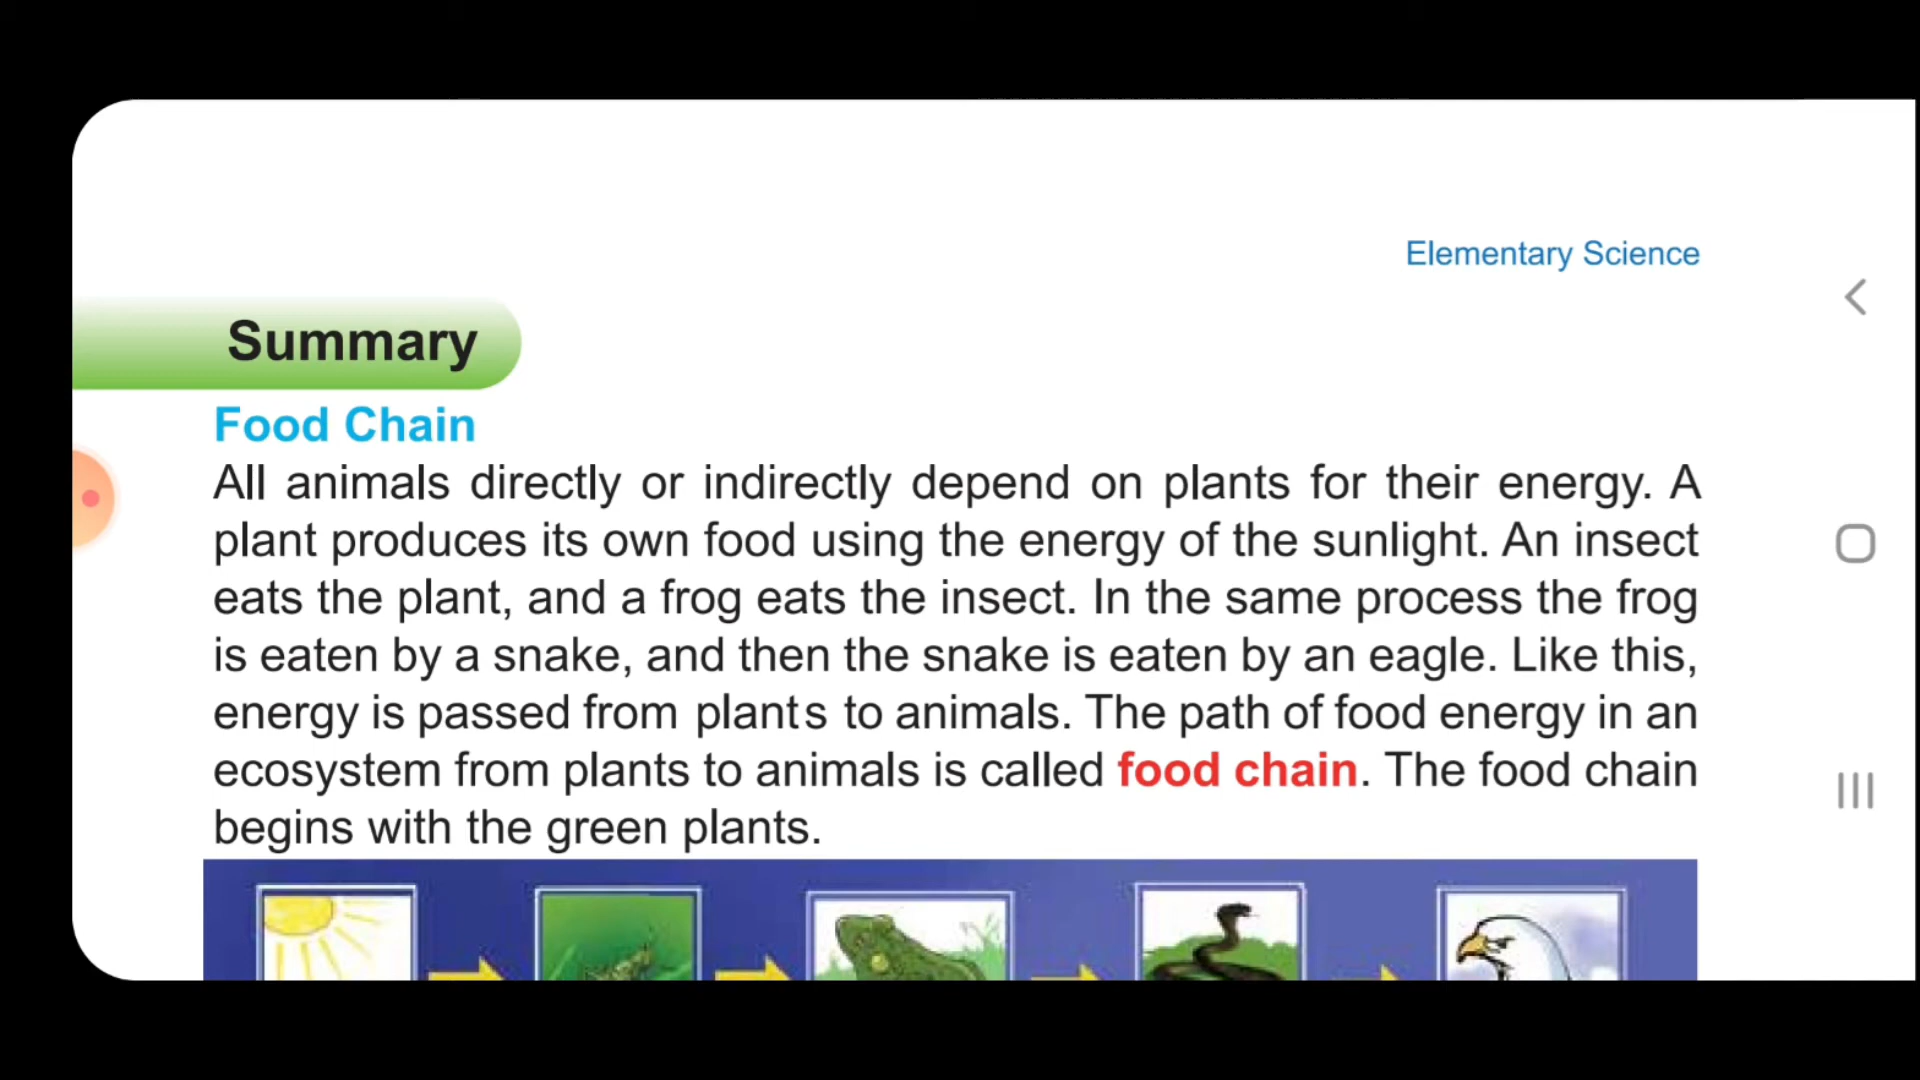 Elementary Science
Summary
Food Chain
All animals directly or indirectly depend on plants for their energy. A
plant produces its own food using the energy of the sunlight. An insect
eats the plant, and a frog eats the insect. In the same process the frog
is eaten by a snake, and then the snake is eaten by an eagle. Like this,
energy is passed from plants to animals. The path of food energy in an
ecosystem from plants to animals is called food chain. The food chain
begins with the green plants.